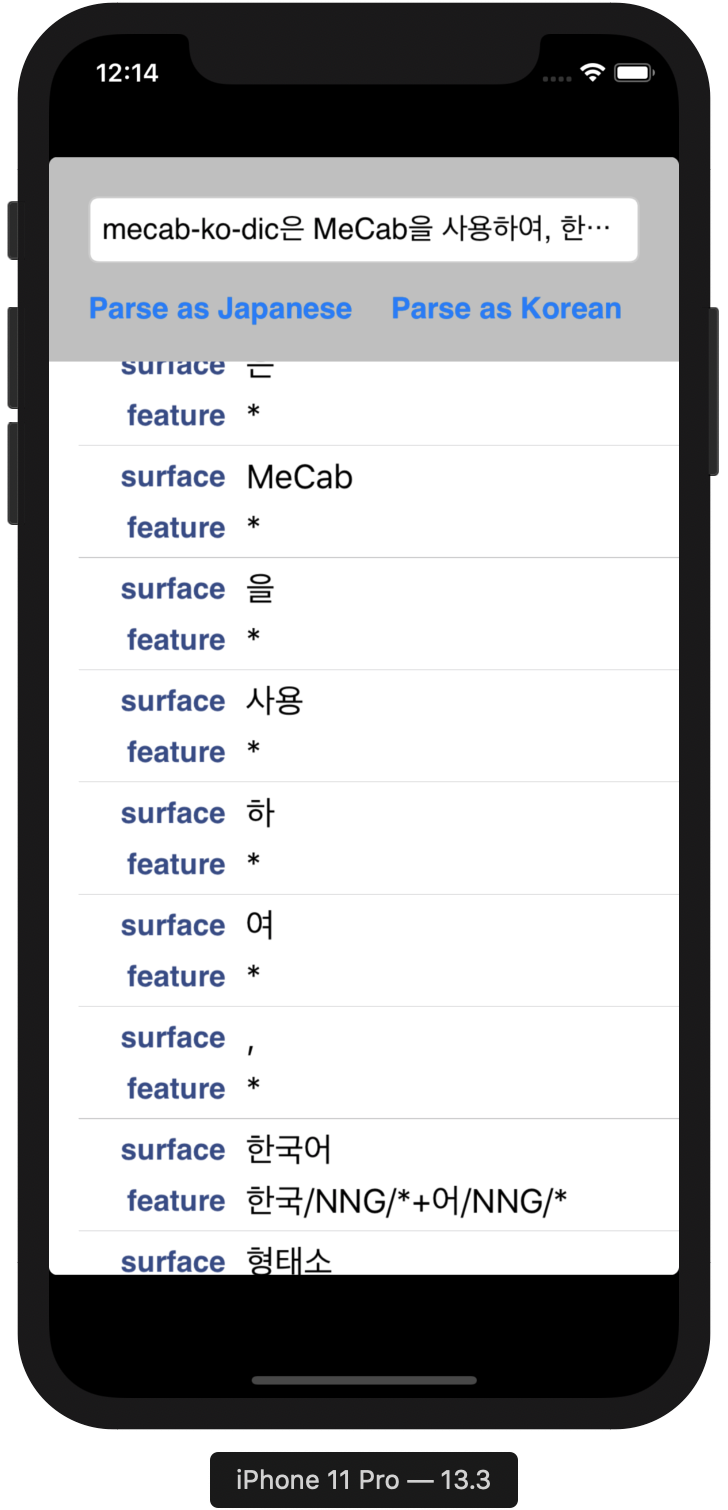 12:14
mecab-ko-dic은 MeCab을 사용하여, 한…
Parse as Japanese Parse as Korean
surface 은
feature *
surface MeCab
feature *
surface 을
feature *
surface 사용
feature *
surface 하
feature *
surface 여
feature *
surface ,
feature *
surface 한국어
feature 한국/NNG/*+어/NNG/*
surface 형태소
iPhone 11 Pro — 13.3